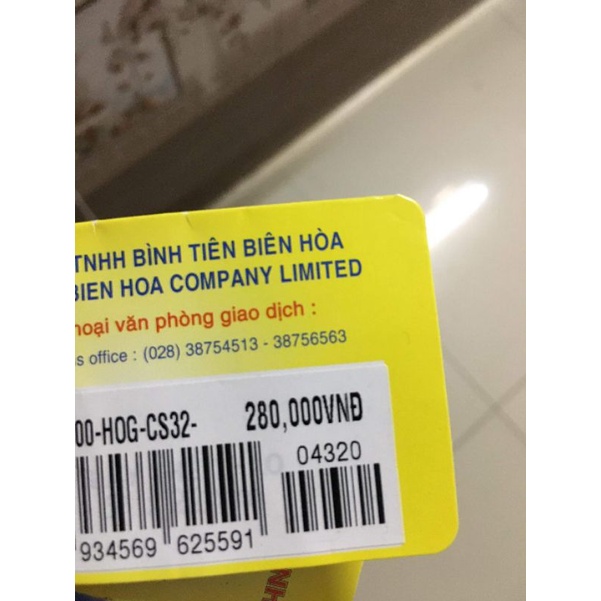 TNHH BÌNH TIÊN BIÊN HÒA
BIEN HOA COMPANY LIMITED
hoại văn phòng giao dịch :
s office : (028) 38754513 - 38756563
00-HOG-CS32- 280,000VNĐ
04320
934569 625591